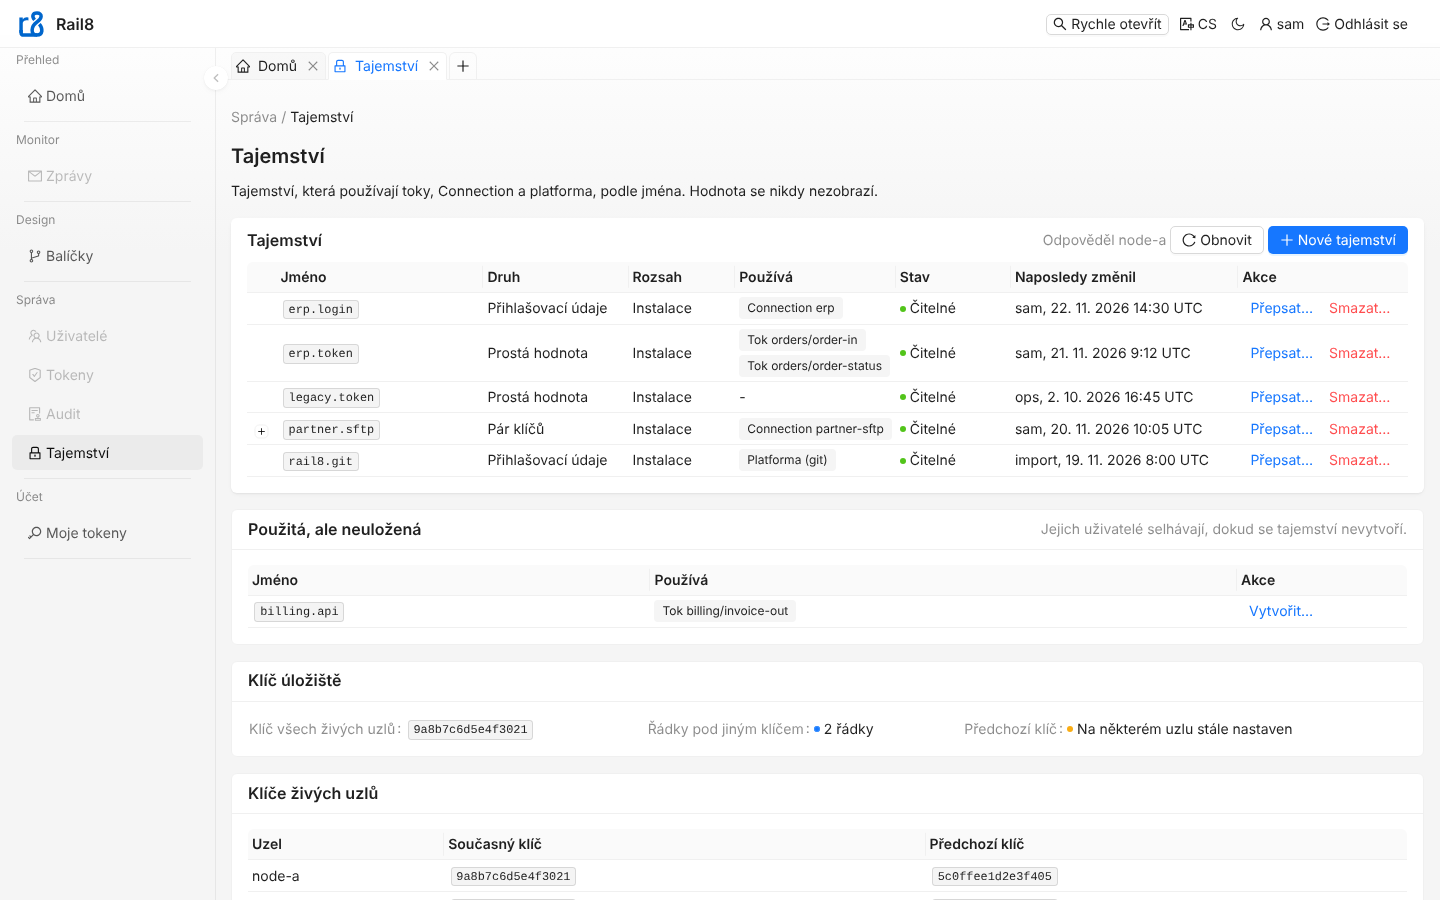 Rail8
Rychle otevřít
CS
sam
Odhlásit se
Přehled
Domů
Monitor
Zprávy
Design
Balíčky
Správa
Uživatelé
Tokeny
Audit
Tajemství
Účet
Moje tokeny
Domů
Tajemství
Správa / Tajemství
Tajemství
Tajemství, která používají toky, Connection a platforma, podle jména. Hodnota se nikdy nezobrazí.
Tajemství
Odpověděl node-a
Obnovit
Nové tajemství
Jméno Druh Rozsah Používá Stav Naposledy změnil Akce
erp.login Přihlašovací údaje Instalace Connection erp Čitelné sam, 22. 11. 2026 14:30 UTC Přepsat... Smazat...
erp.token Prostá hodnota Instalace Tok orders/order-in Tok orders/order-status Čitelné sam, 21. 11. 2026 9:12 UTC Přepsat... Smazat...
legacy.token Prostá hodnota Instalace - Čitelné ops, 2. 10. 2026 16:45 UTC Přepsat... Smazat...
+ partner.sftp Pár klíčů Instalace Connection partner-sftp Čitelné sam, 20. 11. 2026 10:05 UTC Přepsat... Smazat...
rail8.git Přihlašovací údaje Instalace Platforma (git) Čitelné import, 19. 11. 2026 8:00 UTC Přepsat... Smazat...
Použitá, ale neuložená
Jejich uživatelé selhávají, dokud se tajemství nevytvoří.
Jméno Používá Akce
billing.api Tok billing/invoice-out Vytvořit...
Klíč úložiště
Klíč všech živých uzlů: 9a8b7c6d5e4f3021
Řádky pod jiným klíčem: 2 řádky
Předchozí klíč: Na některém uzlu stále nastaven
Klíče živých uzlů
Uzel Současný klíč Předchozí klíč
node-a 9a8b7c6d5e4f3021 5c0ffee1d2e3f405